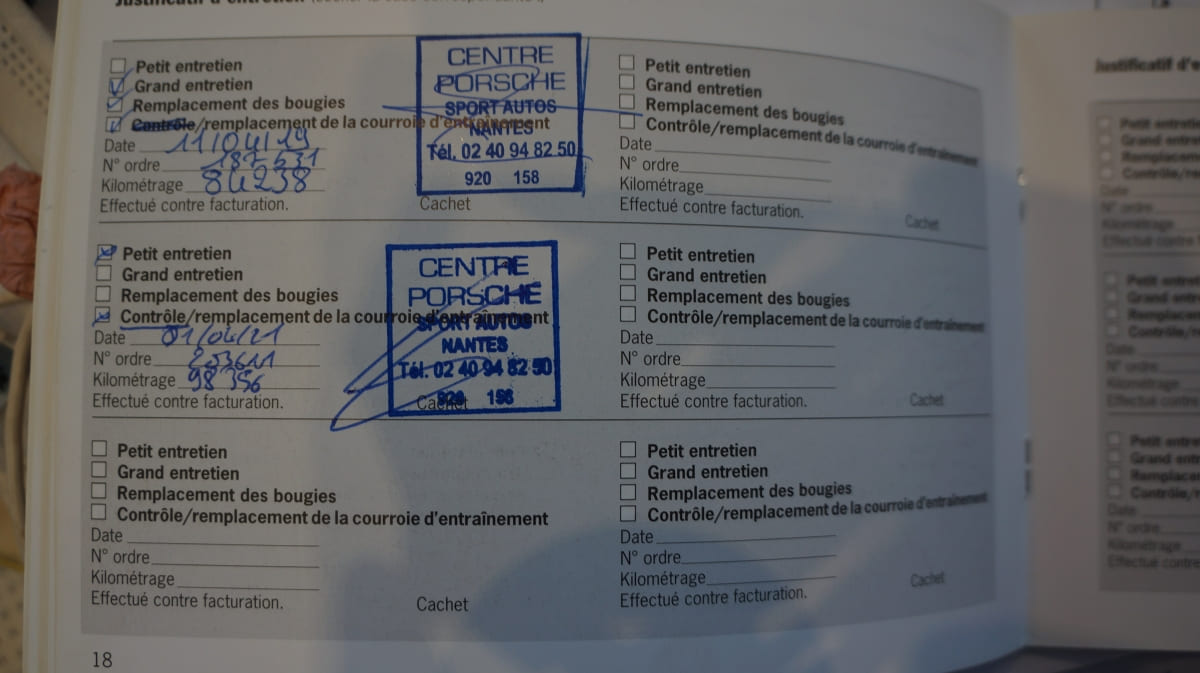 Petit entretien
Grand entretien
Remplacement des bougies
Contrôle/remplacement de la courroie d'entraînement
Date 11/04/19
N° ordre 187531
Kilométrage 84238
Effectué contre facturation.
Cachet
CENTRE
PORSCHE
SPORT AUTOS
NANTES
Tél. 02 40 94 82 50
920 158
Petit entretien
Grand entretien
Remplacement des bougies
Contrôle/remplacement de la courroie d'entraînement
Date
N° ordre
Kilométrage
Effectué contre facturation.
Cachet
Petit entretien
Grand entretien
Remplacement des bougies
Contrôle/remplacement de la courroie d'entraînement
Date 01/04/21
N° ordre 253611
Kilométrage 98356
Effectué contre facturation.
Cachet
CENTRE
PORSCHE
SPORT AUTOS
NANTES
Tél. 02 40 94 82 50
920 158
Petit entretien
Grand entretien
Remplacement des bougies
Contrôle/remplacement de la courroie d'entraînement
Date
N° ordre
Kilométrage
Effectué contre facturation.
Cachet
Petit entretien
Grand entretien
Remplacement des bougies
Contrôle/remplacement de la courroie d'entraînement
Date
N° ordre
Kilométrage
Effectué contre facturation.
Cachet
Petit entretien
Grand entretien
Remplacement des bougies
Contrôle/remplacement de la courroie d'entraînement
Date
N° ordre
Kilométrage
Effectué contre facturation.
Cachet
18